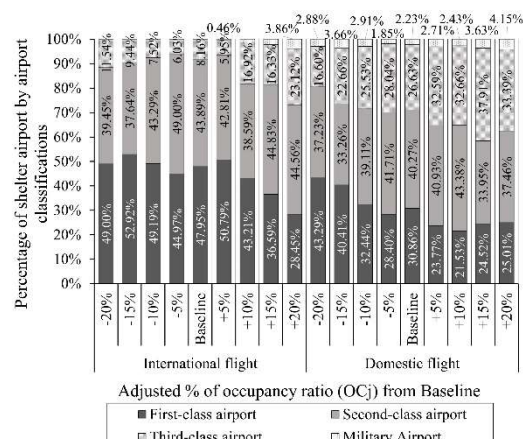 2.88% 2.91% 2.23% 2.43% 4.15%
0.46% 3.86% 3.66% 1.85% 2.71% 3.63%
Percentage of shelter airport by airport
classifications
100%
90%
80%
70%
60%
50%
40%
30%
20%
10%
0%
11.54% 9.44% 7.52% 6.03% 8.16% 5.95% 16.92% 16.33% 23.12% 16.60% 22.66% 25.53% 28.04% 26.63% 32.59% 32.66% 37.91% 33.39%
39.45% 37.64% 43.29% 49.00% 43.89% 42.81% 38.59% 44.83% 44.56% 37.23% 33.26% 39.11% 41.71% 40.27% 40.93% 43.38% 33.95% 37.46%
49.00% 52.92% 49.19% 44.97% 47.95% 50.79% 43.21% 36.59% 28.45% 43.29% 40.41% 32.44% 28.40% 30.86% 23.77% 21.53% 24.52% 25.01%
-20% -15% -10% -5% Baseline +5% +10% +15% +20% -20% -15% -10% -5% Baseline +5% +10% +15% +20%
International flight Domestic flight
Adjusted % of occupancy ratio (OCj) from Baseline
First-class airport Second-class airport
Third-class airport Military Airport